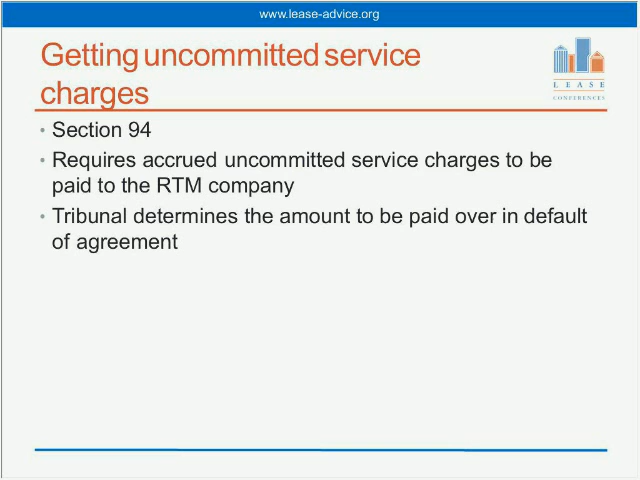 www.lease-advice.org
Getting uncommitted service
charges
L E A S E
CONFERENCES
• Section 94
• Requires accrued uncommitted service charges to be
paid to the RTM company
• Tribunal determines the amount to be paid over in default
of agreement